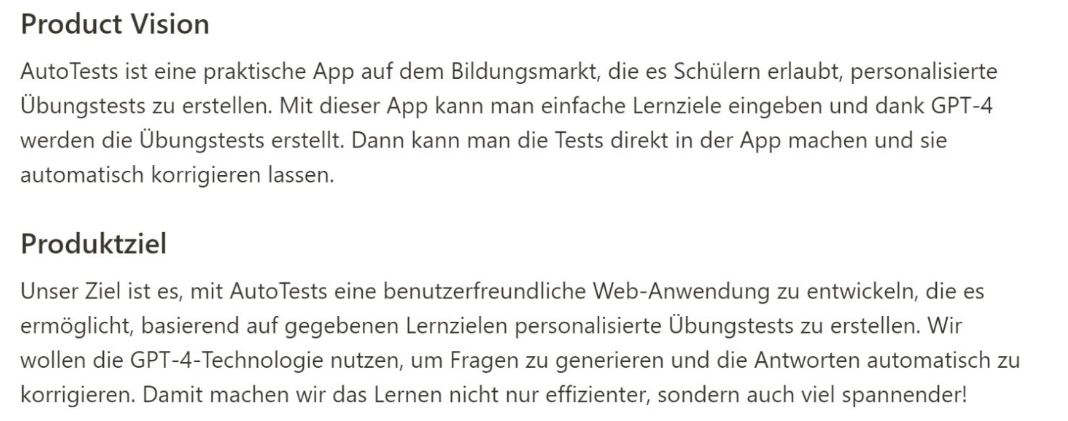 Product Vision
AutoTests ist eine praktische App auf dem Bildungsmarkt, die es Schülern erlaubt, personalisierte
Übungstests zu erstellen. Mit dieser App kann man einfache Lernziele eingeben und dank GPT-4
werden die Übungstests erstellt. Dann kann man die Tests direkt in der App machen und sie
automatisch korrigieren lassen.
Produktziel
Unser Ziel ist es, mit AutoTests eine benutzerfreundliche Web-Anwendung zu entwickeln, die es
ermöglicht, basierend auf gegebenen Lernzielen personalisierte Übungstests zu erstellen. Wir
wollen die GPT-4-Technologie nutzen, um Fragen zu generieren und die Antworten automatisch zu
korrigieren. Damit machen wir das Lernen nicht nur effizienter, sondern auch viel spannender!